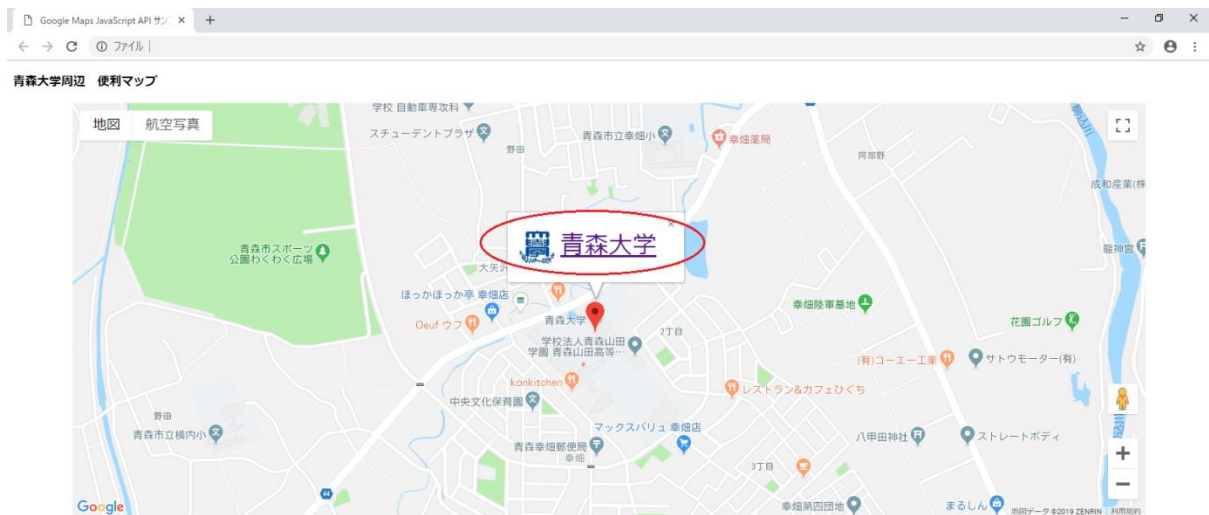 Google Maps JavaScript API サン
ファイル
青森大学周辺 便利マップ
地図 航空写真
学校 自動車専攻科
スチューデントプラザ
野田
青森市立幸畑小
幸畑薬局
阿部野
駒込川
成和産業(株
青森大学
青森市スポーツ
公園わくわく広場
大矢沢
龍神宮
ほっかほっか亭 幸畑店
Oeuf ウフ
青森大学
2丁目
幸畑陸軍墓地
花園ゴルフ
学校法人青森山田
学園 青森山田高等…
(有)コーエー工業
サトウモーター(有)
konkitchen
レストラン&カフェひぐち
中央文化保育園
野田
青森市立横内小
マックスバリュ 幸畑店
八甲田神社
ストレートボディ
青森幸畑郵便局
幸畑
3丁目
44
幸畑第四団地
まるしん
Google
地図データ ©2019 ZENRIN
利用規約